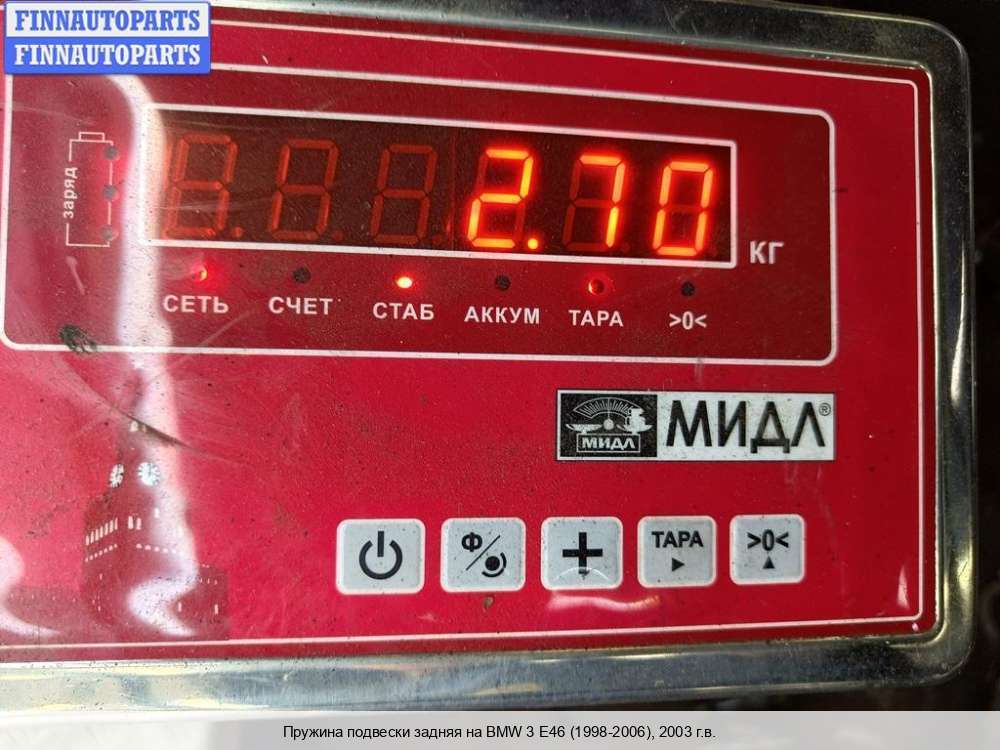 FINNAUTOPARTS
FINNAUTOPARTS
заряд
2.70
КГ
СЕТЬ СЧЕТ СТАБ АККУМ ТАРА >0<
МИДЛ МИДЛ®
Ф ТАРА >0<
Пружина подвески задняя на BMW 3 E46 (1998-2006), 2003 г.в.